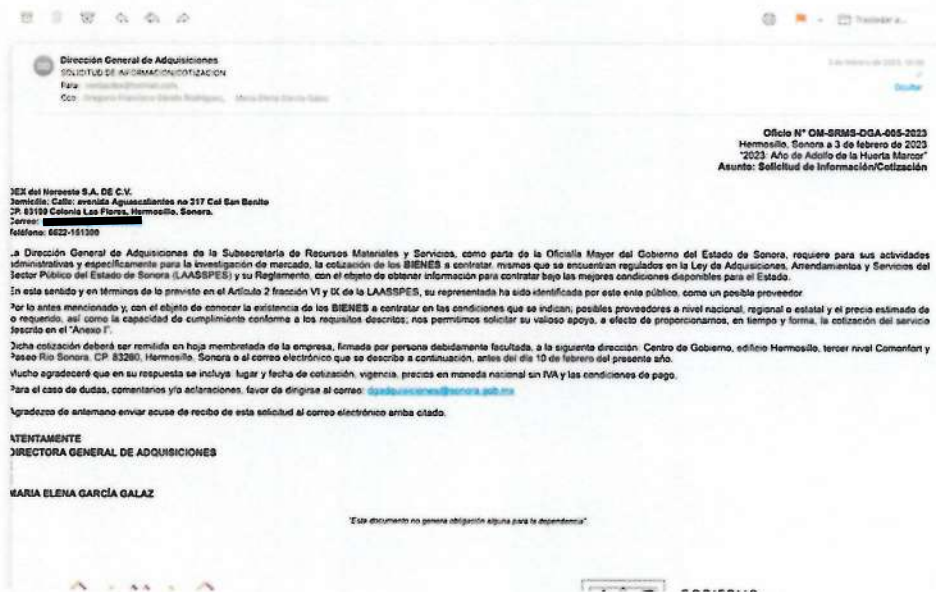 Trasladar a...
Dirección General de Adquisiciones
SOLICITUD DE INFORMACION/COTIZACION
Para:
Cco:
Ocultar
Oficio N° OM-SRMS-DGA-005-2023
Hermosillo, Sonora a 3 de febrero de 2023
"2023: Año de Adolfo de la Huerta Marcor"
Asunto: Solicitud de Información/Cotización
DEX del Noroeste S.A. DE C.V.
Domicilio: Calle: avenida Aguascalientes no 317 Col San Benito
CP. 83190 Colonia Las Flores, Hermosillo, Sonora.
Correo:
Teléfono: 6622-151300
La Dirección General de Adquisiciones de la Subsecretaría de Recursos Materiales y Servicios, como parte de la Oficialía Mayor del Gobierno del Estado de Sonora, requiere para sus actividades
administrativas y específicamente para la investigación de mercado, la cotización de los BIENES a contratar, mismos que se encuentran regulados en la Ley de Adquisiciones, Arrendamientos y Servicios del
Sector Público del Estado de Sonora (LAASSPES) y su Reglamento, con el objeto de obtener información para contratar bajo las mejores condiciones disponibles para el Estado.
En este sentido y en términos de lo previsto en el Artículo 2 fracción VI y IX de la LAASSPES, su representada ha sido identificada por este ente público, como un posible proveedor.
Por lo antes mencionado y, con el objeto de conocer la existencia de los BIENES a contratar en las condiciones que se indican; posibles proveedores a nivel nacional, regional o estatal y el precio estimado de
lo requerido, así como la capacidad de cumplimiento conforme a los requisitos descritos; nos permitimos solicitar su valioso apoyo, a efecto de proporcionarnos, en tiempo y forma, la cotización del servicio
descrito en el "Anexo I".
Dicha cotización deberá ser remitida en hoja membretada de la empresa, firmada por persona debidamente facultada, a la siguiente dirección: Centro de Gobierno, edificio Hermosillo, tercer nivel Comonfort y
Paseo Río Sonora, CP. 83280, Hermosillo, Sonora o al correo electrónico que se describe a continuación, antes del día 10 de febrero del presente año.
Mucho agradeceré que en su respuesta se incluya: lugar y fecha de cotización, vigencia, precios en moneda nacional sin IVA y las condiciones de pago.
Para el caso de dudas, comentarios y/o aclaraciones, favor de dirigirse al correo: dgadquisiciones@sonora.gob.mx
Agradezco de antemano enviar acuse de recibo de esta solicitud al correo electrónico arriba citado.
ATENTAMENTE
DIRECTORA GENERAL DE ADQUISICIONES
MARIA ELENA GARCÍA GALAZ
"Este documento no genera obligación alguna para la dependencia"